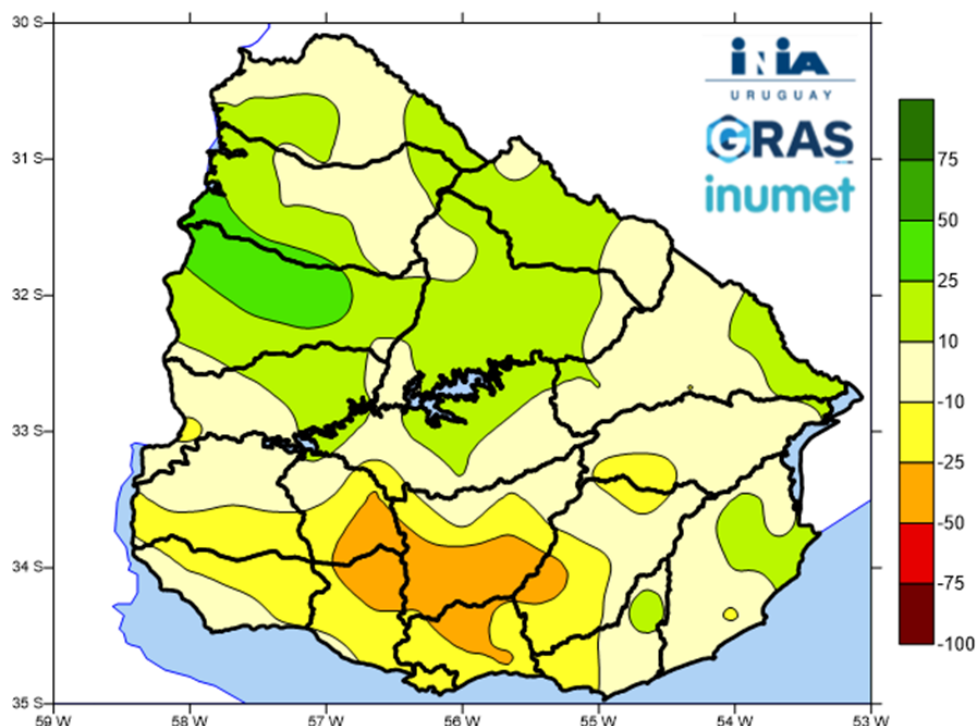 30 S
31 S
32 S
33 S
34 S
35 S
59 W
58 W
57 W
56 W
55 W
54 W
53 W
iNiA
URUGUAY
GRAS
inumet
75
50
25
10
-10
-25
-50
-75
-100